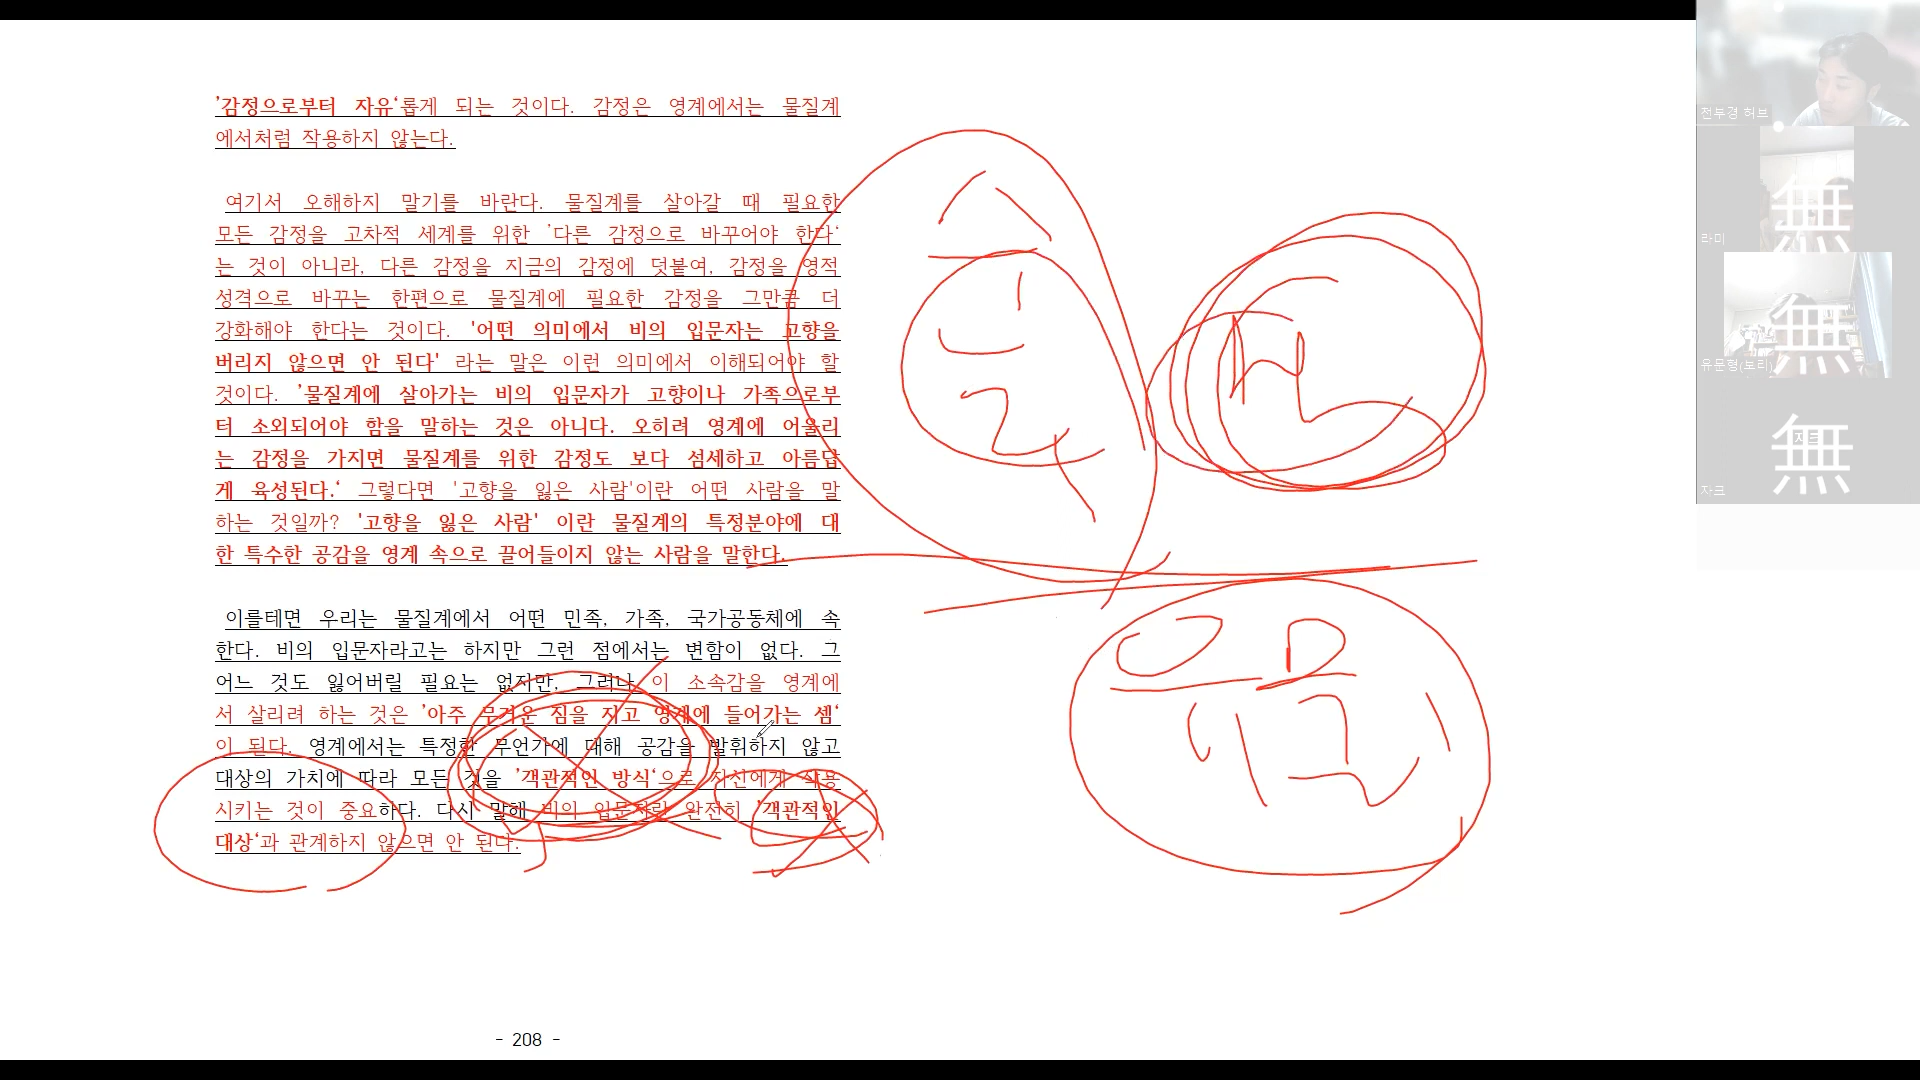 '감정으로부터 자유'롭게 되는 것이다. 감정은 영계에서는 물질계
에서처럼 작용하지 않는다.
여기서 오해하지 말기를 바란다. 물질계를 살아갈 때 필요한
모든 감정을 고차적 세계를 위한 '다른 감정으로 바꾸어야 한다'
는 것이 아니라, 다른 감정을 지금의 감정에 덧붙여, 감정을 영적
성격으로 바꾸는 한편으로 물질계에 필요한 감정을 그만큼 더
강화해야 한다는 것이다. '어떤 의미에서 비의 입문자는 고향을
버리지 않으면 안 된다' 라는 말은 이런 의미에서 이해되어야 할
것이다. '물질계에 살아가는 비의 입문자가 고향이나 가족으로부
터 소외되어야 함을 말하는 것은 아니다. 오히려 영계에 어울리
는 감정을 가지면 물질계를 위한 감정도 보다 섬세하고 아름답
게 육성된다.' 그렇다면 '고향을 잃은 사람'이란 어떤 사람을 말
하는 것일까? '고향을 잃은 사람' 이란 물질계의 특정분야에 대
한 특수한 공감을 영계 속으로 끌어들이지 않는 사람을 말한다.
이를테면 우리는 물질계에서 어떤 민족, 가족, 국가공동체에 속
한다. 비의 입문자라고는 하지만 그런 점에서는 변함이 없다. 그
어느 것도 잃어버릴 필요는 없지만, 그러나 이 소속감을 영계에
서 살리려 하는 것은 '아주 무거운 짐을 지고 영계에 들어가는 셈'
이 된다. 영계에서는 특정한 무언가에 대해 공감을 발휘하지 않고
대상의 가치에 따라 모든 것을 '객관적인 방식'으로 자신에게 작용
시키는 것이 중요하다. 다시 말해 비의 입문자란 완전히 '객관적인
대상'과 관계하지 않으면 안 된다.
- 208 -
전두경 허브
라미
無
유문형(보리)
無
자크
無
자크